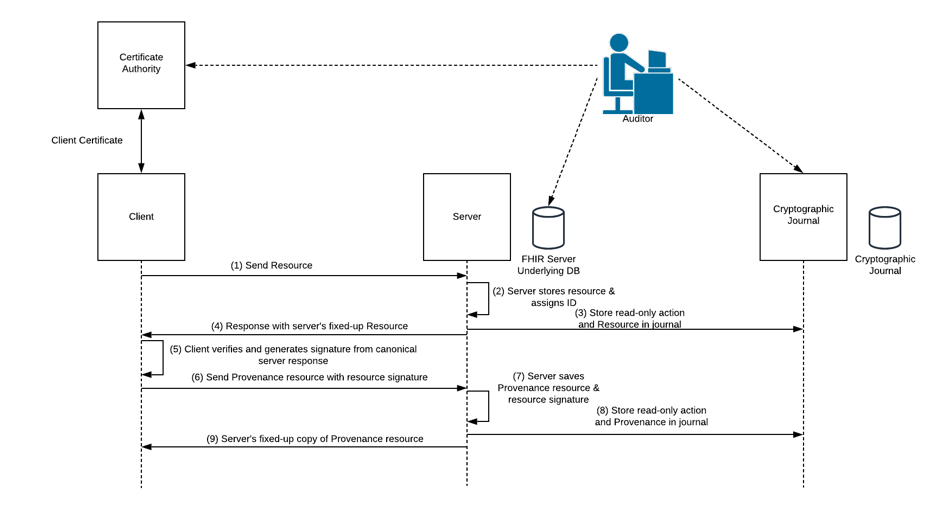 Certificate
Authority
Auditor
Client Certificate
Client
Server
Cryptographic
Journal
FHIR Server
Underlying DB
Cryptographic
Journal
(1) Send Resource
(2) Server stores resource &
assigns ID
(3) Store read-only action
and Resource in journal
(4) Response with server's fixed-up Resource
(5) Client verifies and generates signature from canonical
server response
(6) Send Provenance resource with resource signature
(7) Server saves
Provenance resource &
resource signature
(8) Store read-only action
and Provenance in journal
(9) Server's fixed-up copy of Provenance resource